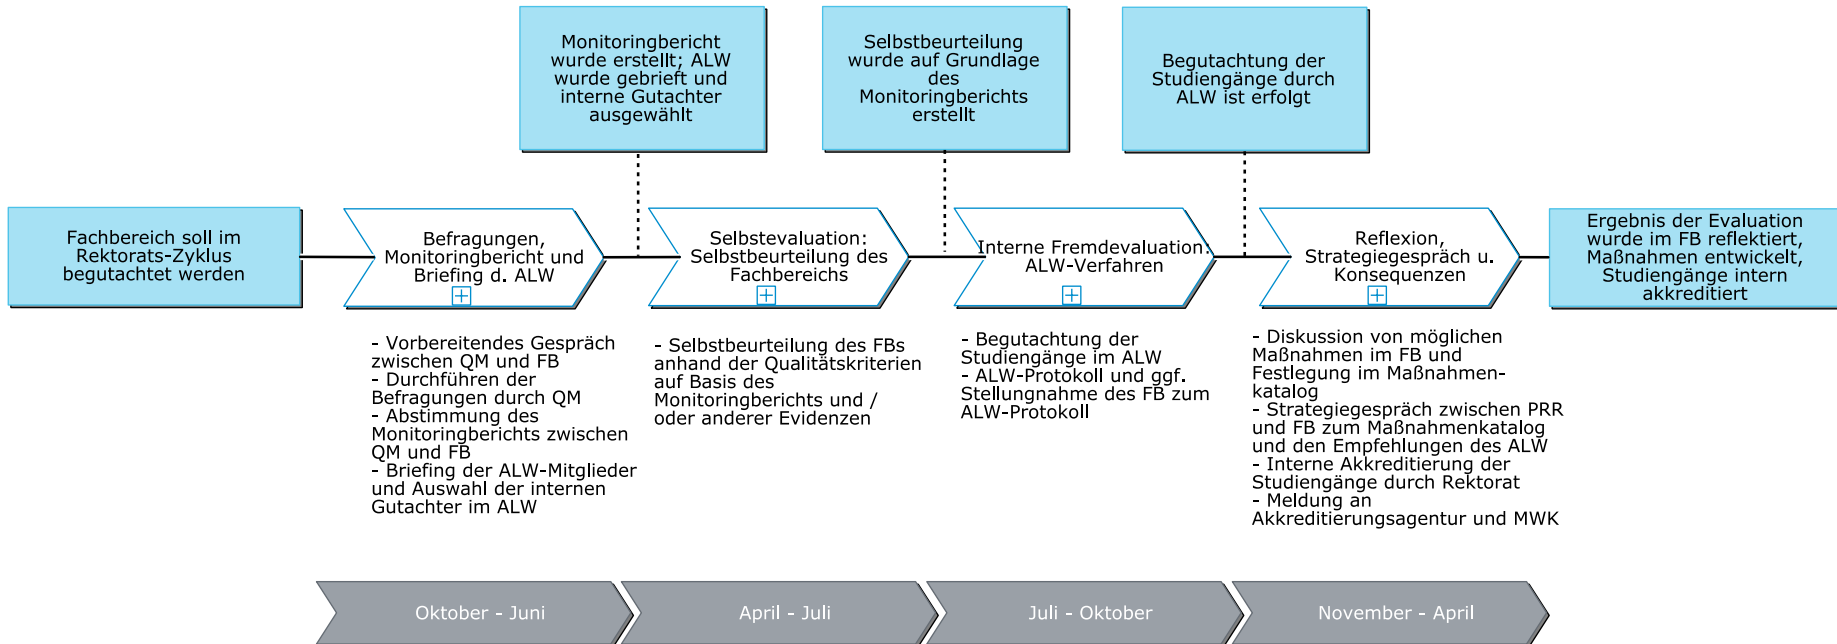 Monitoringbericht
wurde erstellt; ALW
wurde gebrieft und
interne Gutachter
ausgewählt
Selbstbeurteilung
wurde auf Grundlage
des
Monitoringberichts
erstellt
Begutachtung der
Studiengänge durch
ALW ist erfolgt
Fachbereich soll im
Rektorats-Zyklus
begutachtet werden
Befragungen,
Monitoringbericht und
Briefing d. ALW
Selbstevaluation:
Selbstbeurteilung des
Fachbereichs
Interne Fremdevaluation:
ALW-Verfahren
Reflexion,
Strategiegespräch u.
Konsequenzen
Ergebnis der Evaluation
wurde im FB reflektiert,
Maßnahmen entwickelt,
Studiengänge intern
akkreditiert
- Vorbereitendes Gespräch
zwischen QM und FB
- Durchführen der
Befragungen durch QM
- Abstimmung des
Monitoringberichts zwischen
QM und FB
- Briefing der ALW-Mitglieder
und Auswahl der internen
Gutachter im ALW
- Selbstbeurteilung des FBs
anhand der Qualitätskriterien
auf Basis des
Monitoringberichts und /
oder anderer Evidenzen
- Begutachtung der
Studiengänge im ALW
- ALW-Protokoll und ggf.
Stellungnahme des FB zum
ALW-Protokoll
- Diskussion von möglichen
Maßnahmen im FB und
Festlegung im Maßnahmen-
katalog
- Strategiegespräch zwischen PRR
und FB zum Maßnahmenkatalog
und den Empfehlungen des ALW
- Interne Akkreditierung der
Studiengänge durch Rektorat
- Meldung an
Akkreditierungsagentur und MWK
Oktober - Juni
April - Juli
Juli - Oktober
November - April